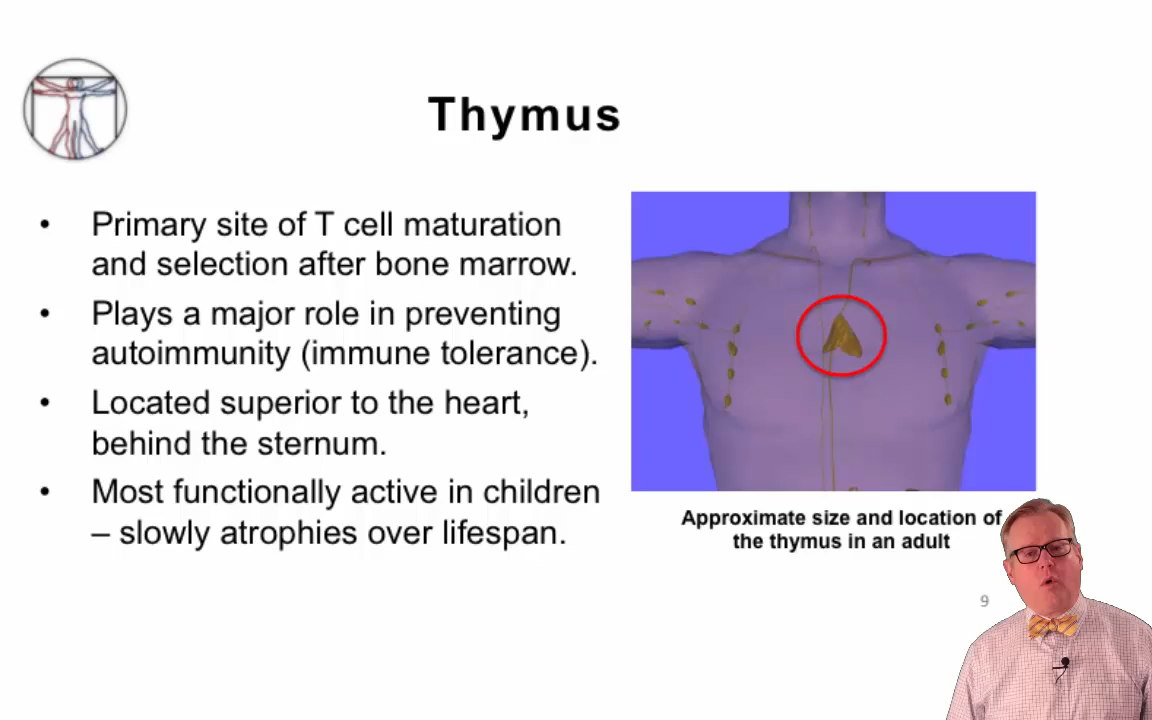 Thymus
• Primary site of T cell maturation
and selection after bone marrow.
• Plays a major role in preventing
autoimmunity (immune tolerance).
• Located superior to the heart,
behind the sternum.
• Most functionally active in children
– slowly atrophies over lifespan.
Approximate size and location of
the thymus in an adult
9